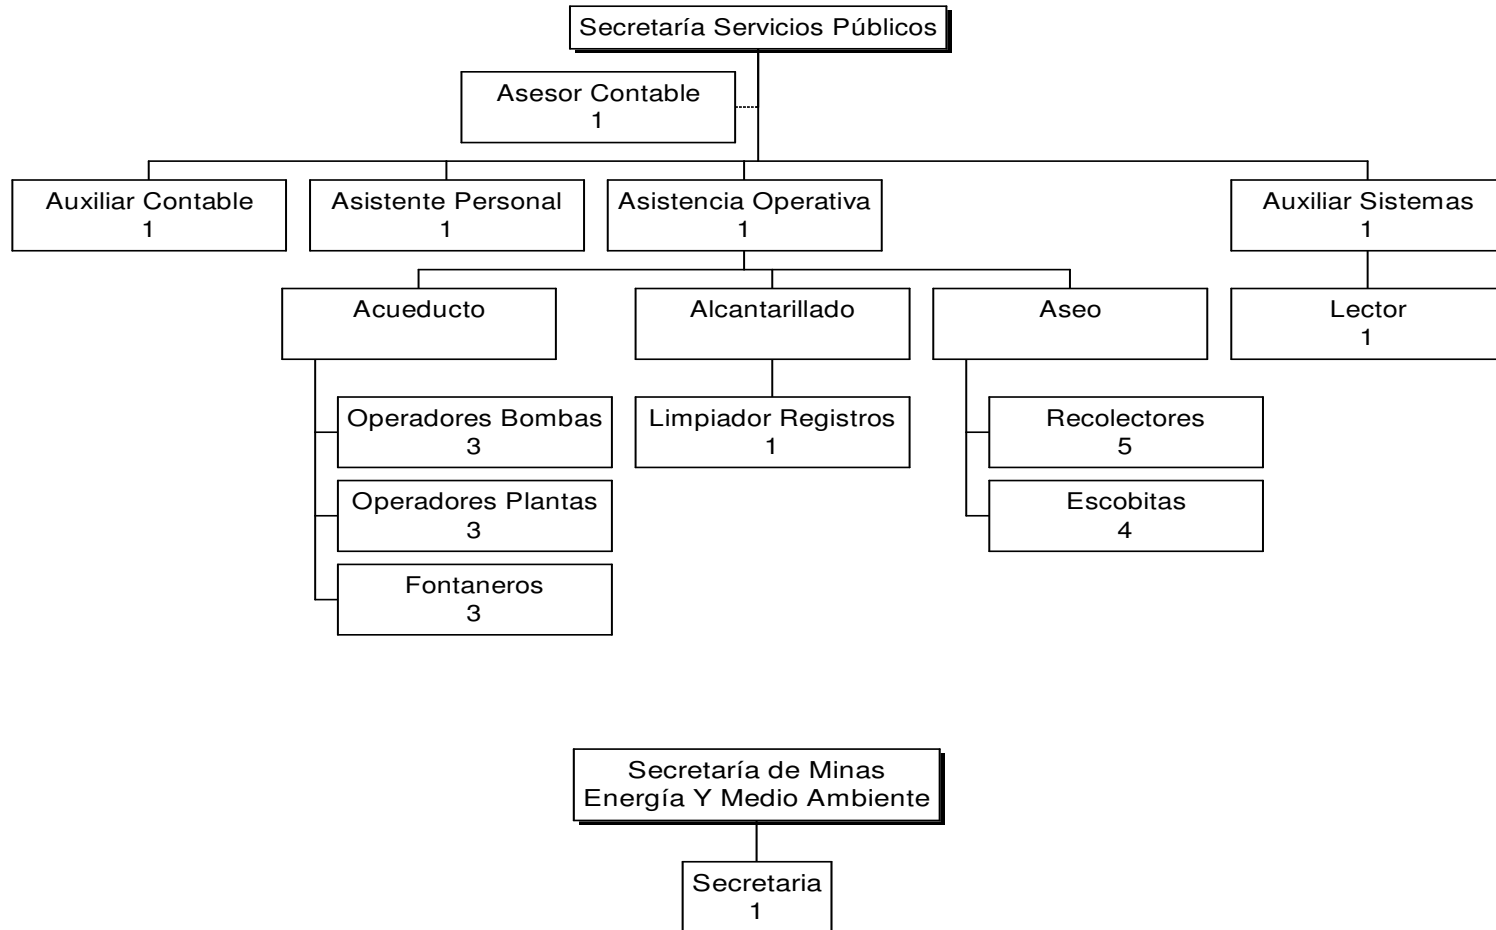 Secretaría Servicios Públicos
Asesor Contable
1
Auxiliar Contable
1
Asistente Personal
1
Asistencia Operativa
1
Auxiliar Sistemas
1
Acueducto
Alcantarillado
Aseo
Lector
1
Operadores Bombas
3
Limpiador Registros
1
Recolectores
5
Operadores Plantas
3
Escobitas
4
Fontaneros
3
Secretaría de Minas
Energía Y Medio Ambiente
Secretaria
1